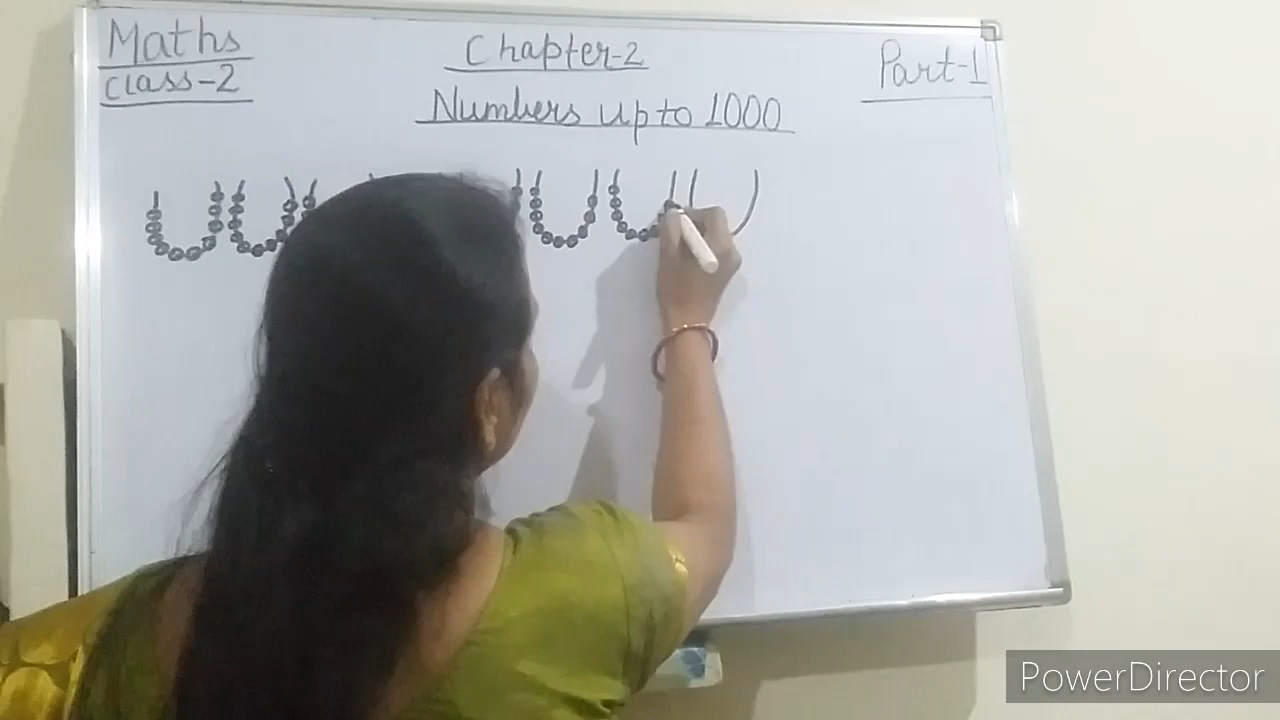 Maths
Class-2
Chapter-2
Part-1
Numbers up to 1000
PowerDirector